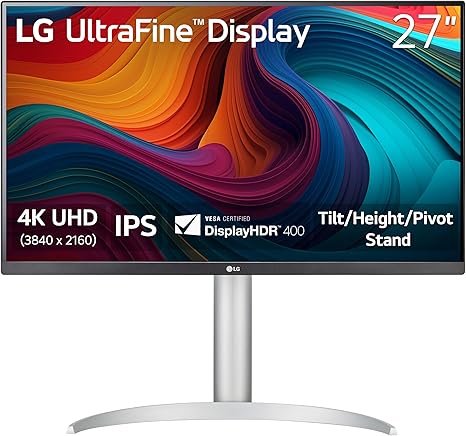 LG UltraFine™ Display 27"
4K UHD
(3840 x 2160)
IPS
VESA CERTIFIED
DisplayHDR™ 400
Tilt/Height/Pivot
Stand
LG